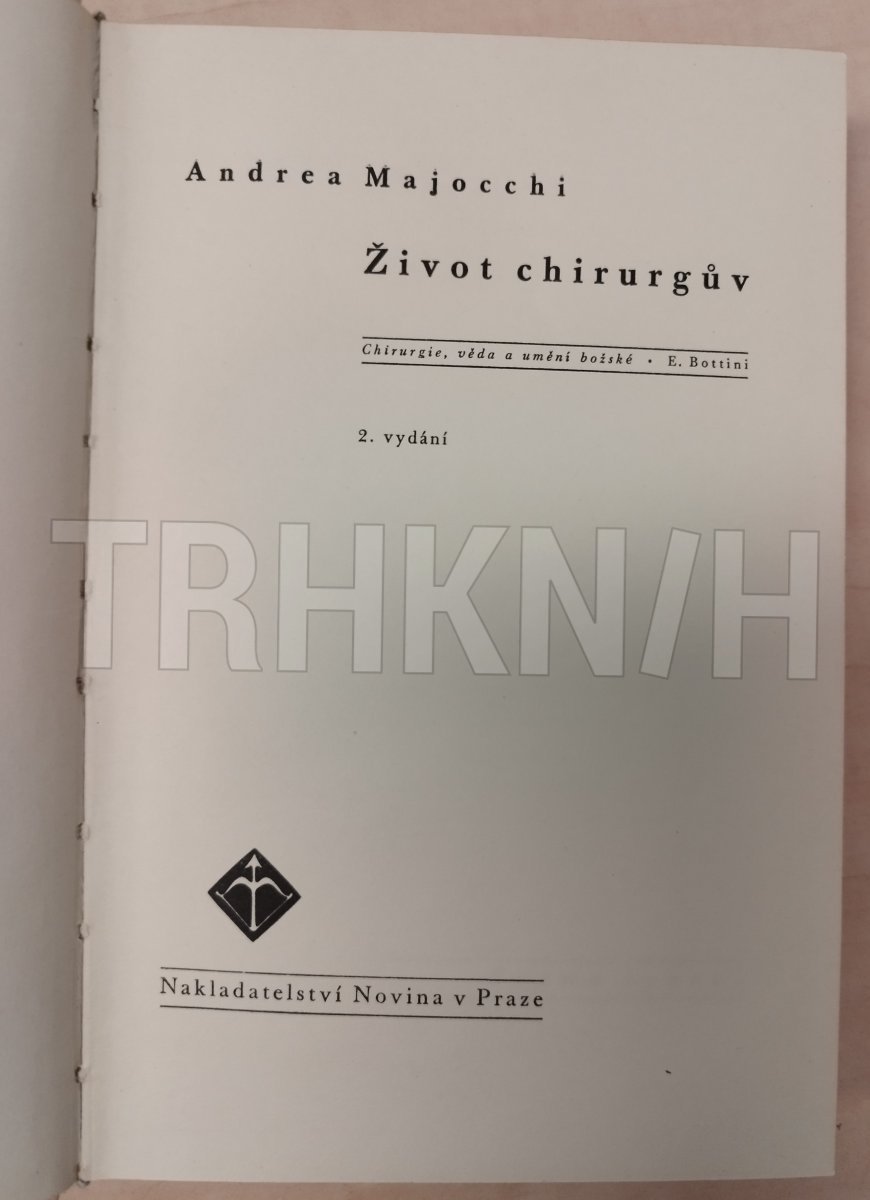 Andrea Majocchi
Život chirurgův
Chirurgie, věda a umění božské • E. Bottini
2. vydání
TRHKNIH
Nakladatelství Novina v Praze